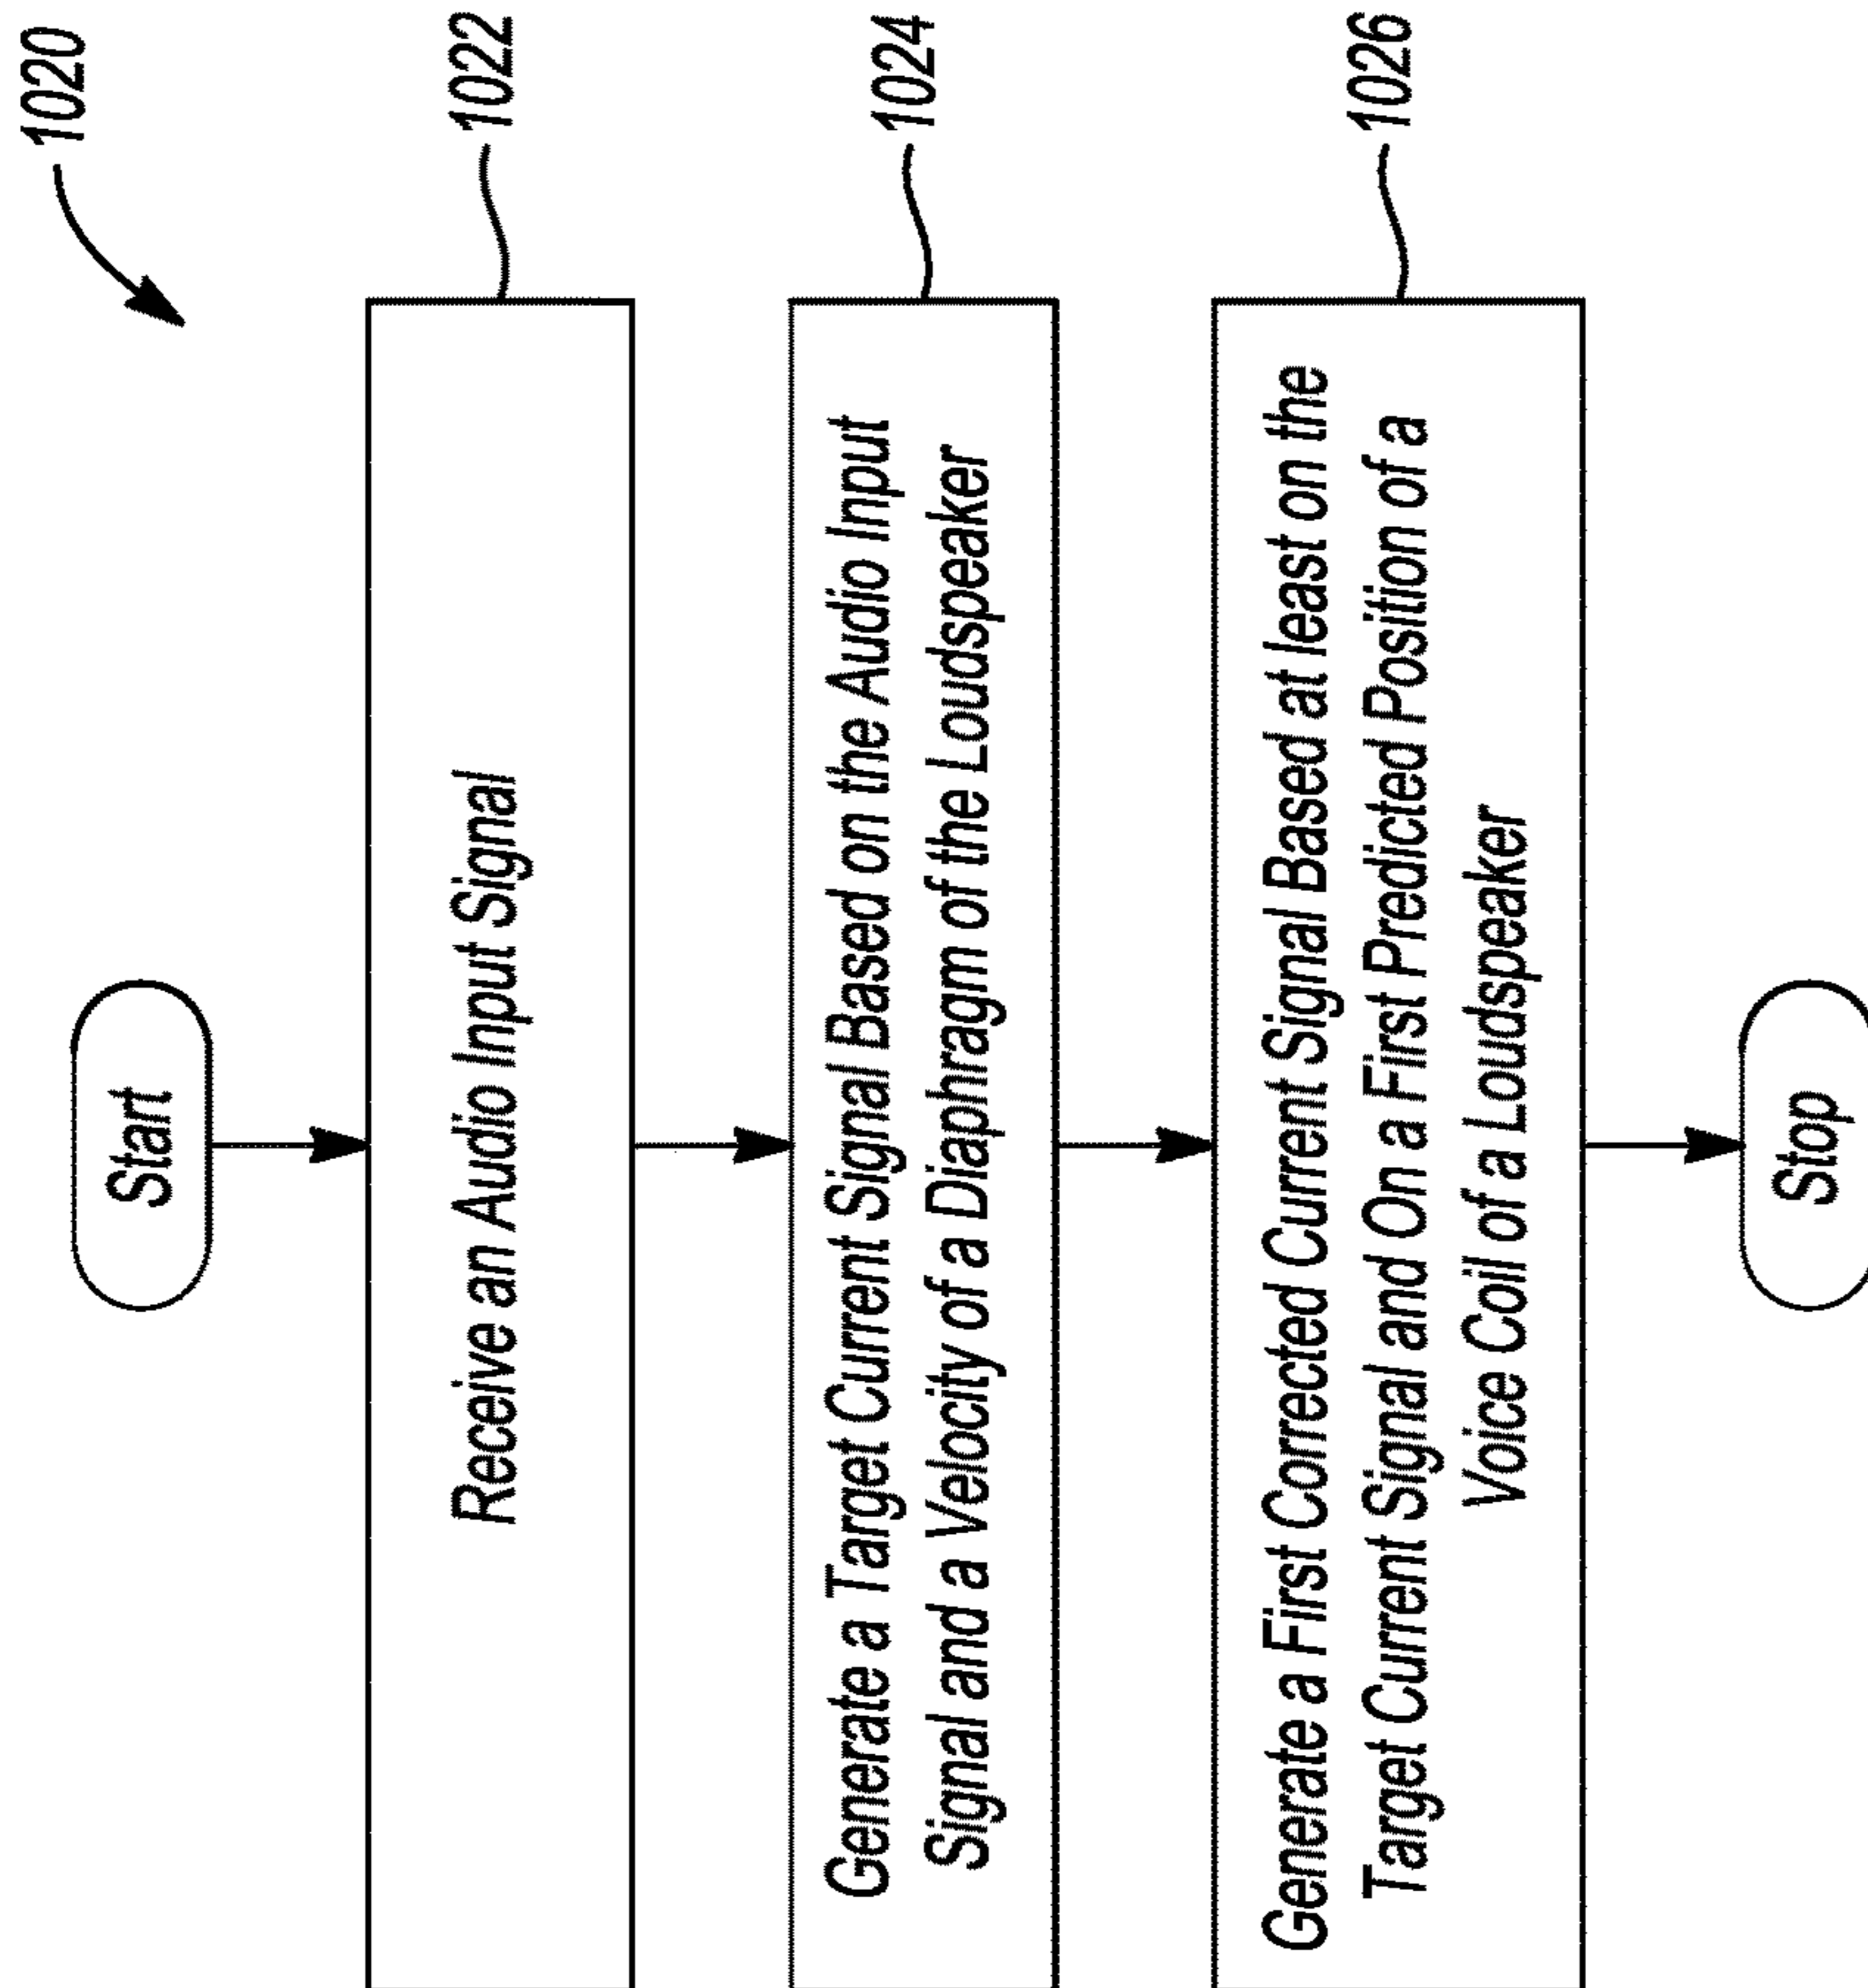 1020
Start
Receive an Audio Input Signal
1022
Generate a Target Current Signal Based on the Audio Input
Signal and a Velocity of a Diaphragm of the Loudspeaker
1024
Generate a First Corrected Current Signal Based at least on the
Target Current Signal and On a First Predicted Position of a
Voice Coil of a Loudspeaker
1026
Stop